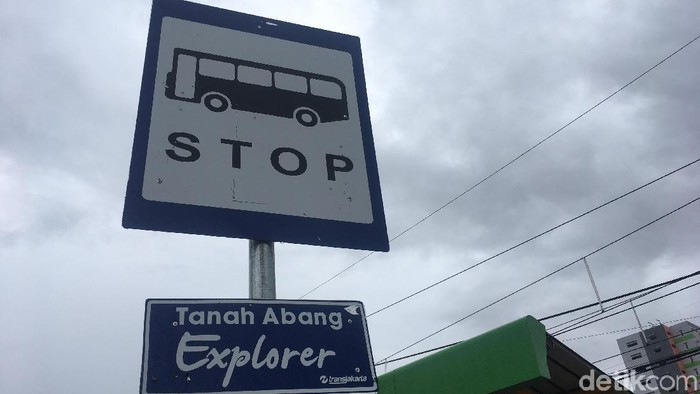 STOP
Tanah Abang
Explorer
transjakarta
detikcom